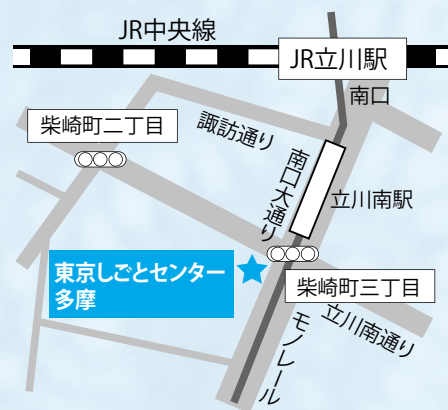 JR中央線
JR立川駅
南口
柴崎町二丁目
諏訪通り
南口大通り
立川南駅
東京しごとセンター
多摩
柴崎町三丁目
立川南通り
モノレール